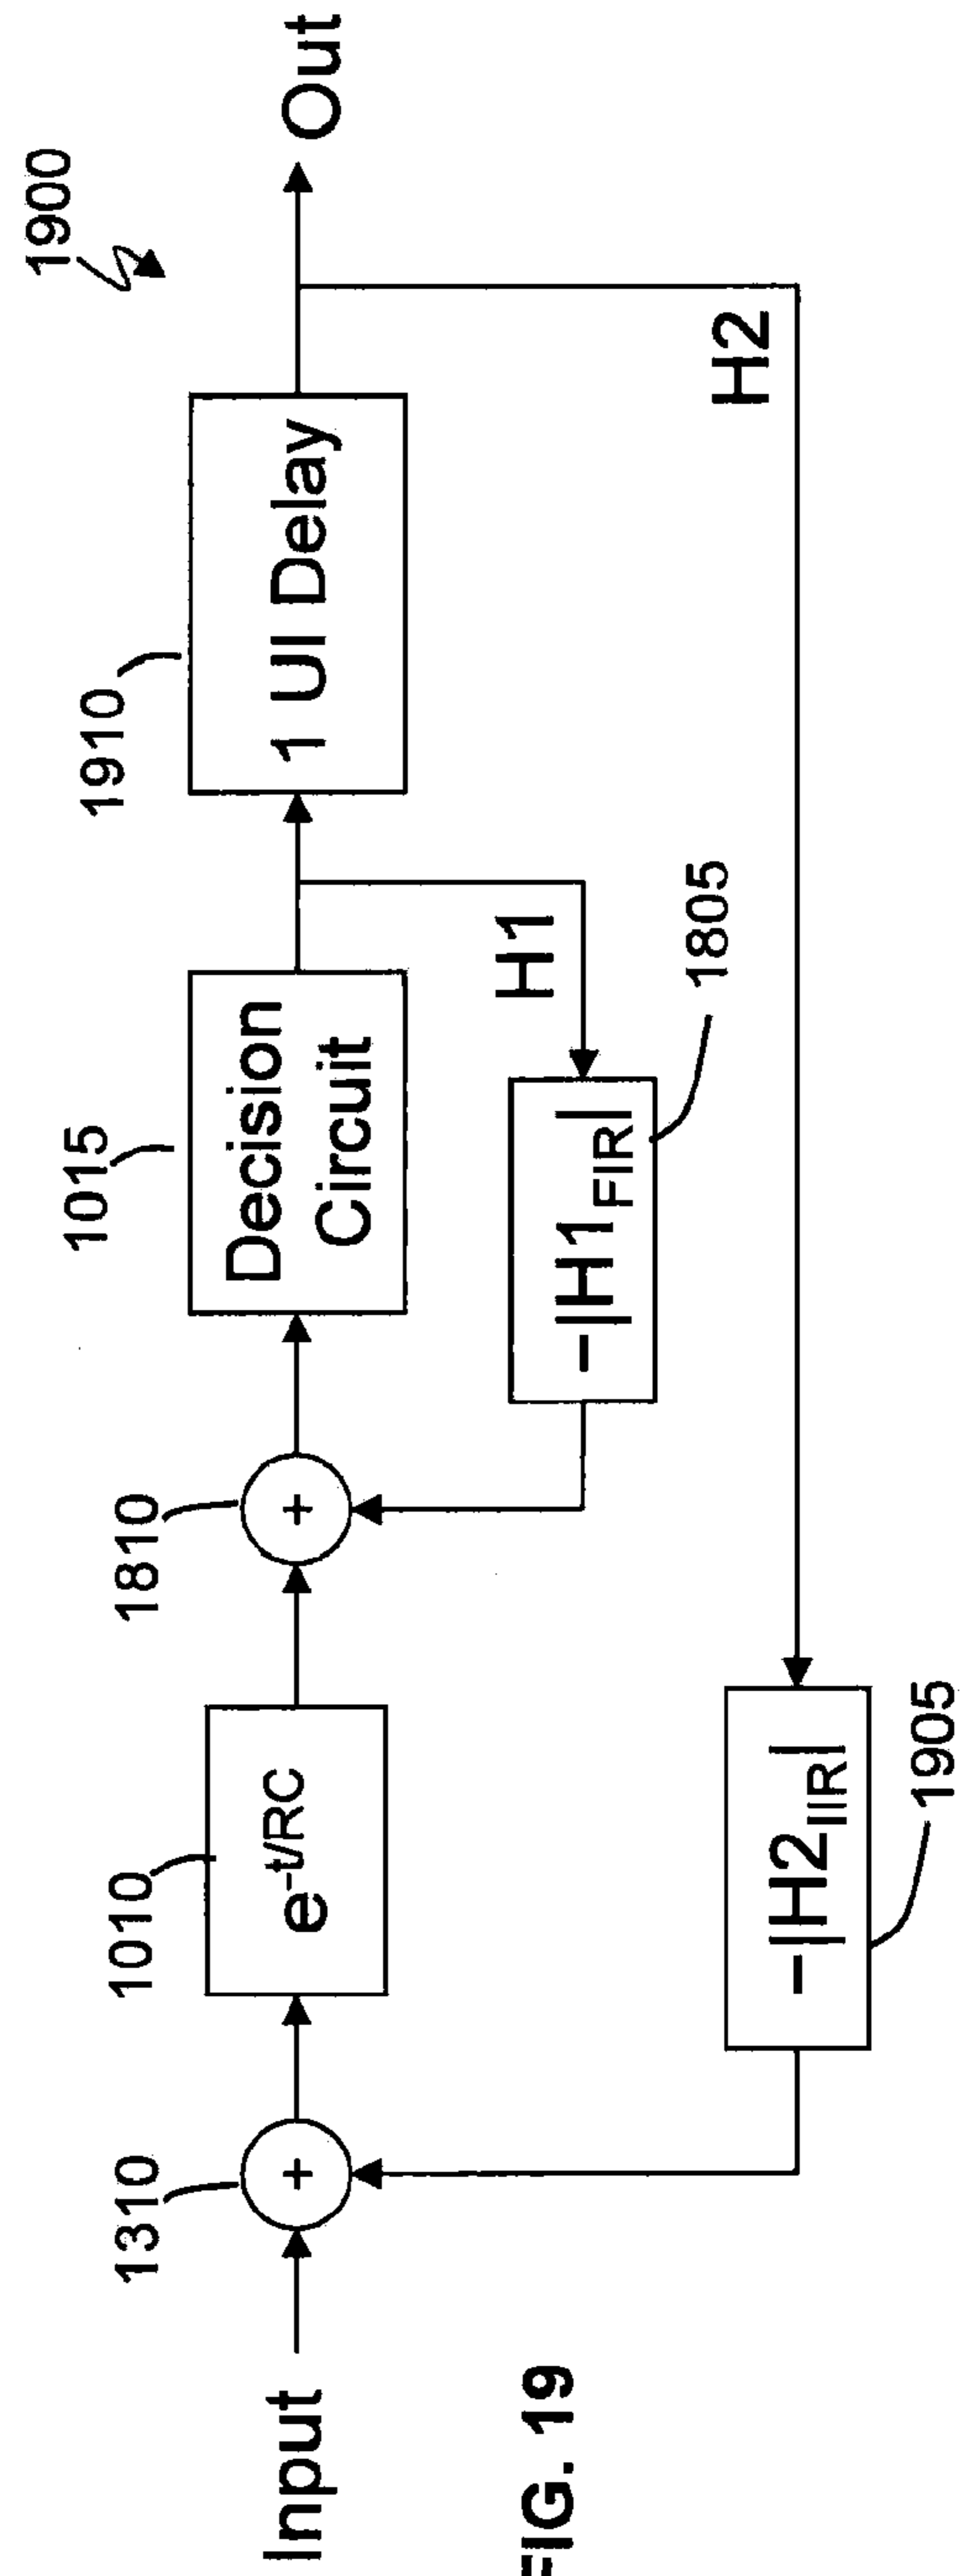 1900
Input
1310
+
1010
e-t/RC
1810
+
1015
Decision
Circuit
1910
1 UI Delay
Out
H1
−|H1FIR|
1805
H2
−|H2IIR|
1905
FIG. 19